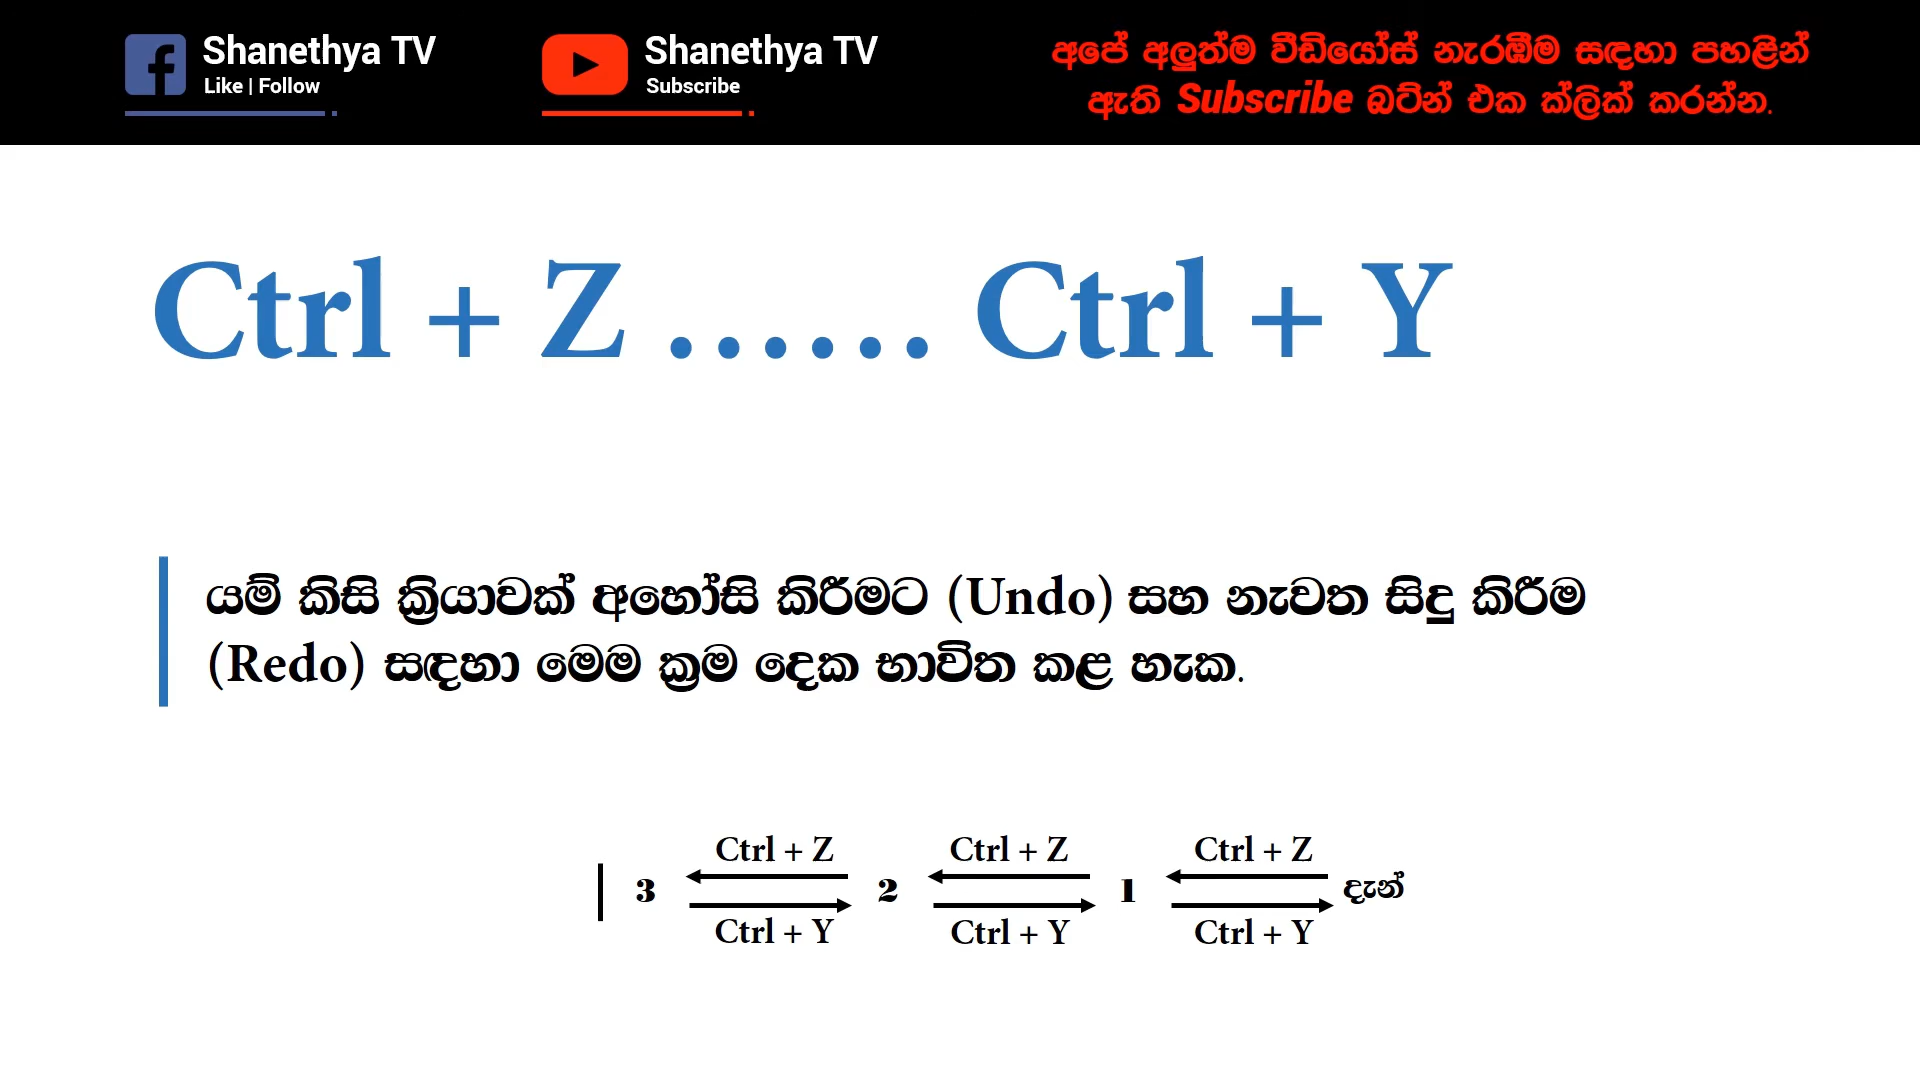 Shanethya TV
Like | Follow
Shanethya TV
Subscribe
අපේ අලුත්ම වීඩියෝස් නැරඹීම සඳහා පහළින්
ඇති Subscribe බටන් එක ක්ලික් කරන්න.
Ctrl + Z ...... Ctrl + Y
යම් කිසි ක්‍රියාවක් අහෝසි කිරීමට (Undo) සහ නැවත සිදු කිරීම
(Redo) සඳහා මෙම ක්‍රම දෙක භාවිත කළ හැක.
Ctrl + Z Ctrl + Z Ctrl + Z
| 3 2 1 දැන්
Ctrl + Y Ctrl + Y Ctrl + Y